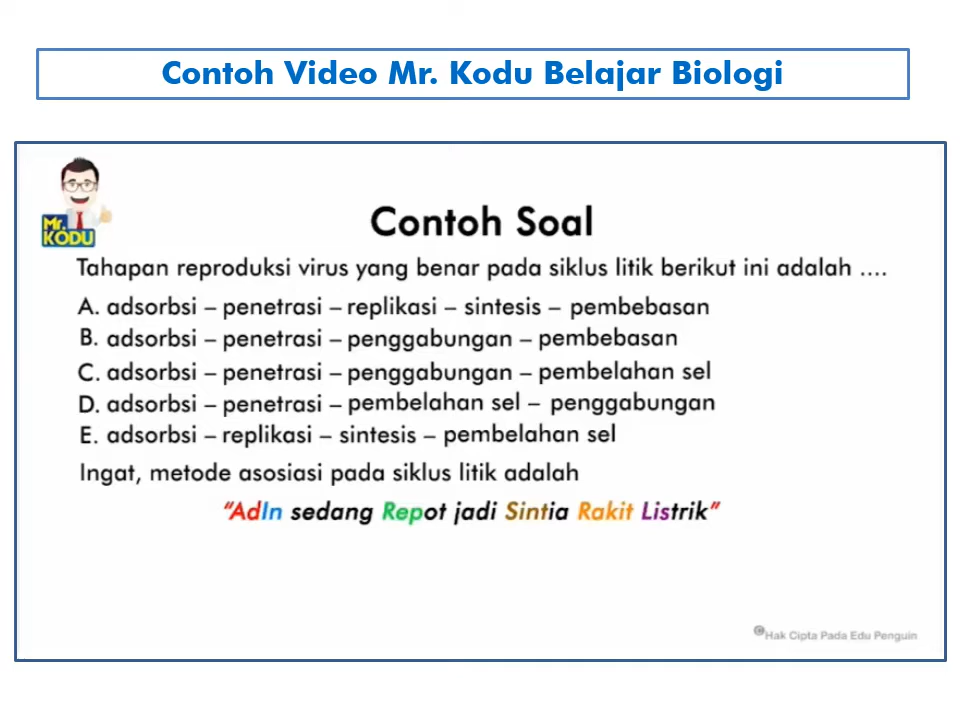 Contoh Video Mr. Kodu Belajar Biologi
Mr.
KODU
Contoh Soal
Tahapan reproduksi virus yang benar pada siklus litik berikut ini adalah ....
A. adsorbsi – penetrasi – replikasi – sintesis – pembebasan
B. adsorbsi – penetrasi – penggabungan – pembebasan
C. adsorbsi – penetrasi – penggabungan – pembelahan sel
D. adsorbsi – penetrasi – pembelahan sel – penggabungan
E. adsorbsi – replikasi – sintesis – pembelahan sel
Ingat, metode asosiasi pada siklus litik adalah
“AdIn sedang Repot jadi Sintia Rakit Listrik”
©Hak Cipta Pada Edu Penguin